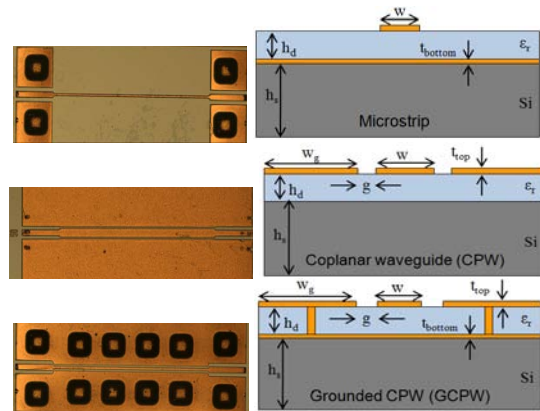 w
h_d
t_bottom
ε_r
h_s
Si
Microstrip
w_g
w
t_top
h_d
g
ε_r
h_s
Si
Coplanar waveguide (CPW)
w_g
w
t_top
h_d
g
t_bottom
ε_r
h_s
Si
Grounded CPW (GCPW)